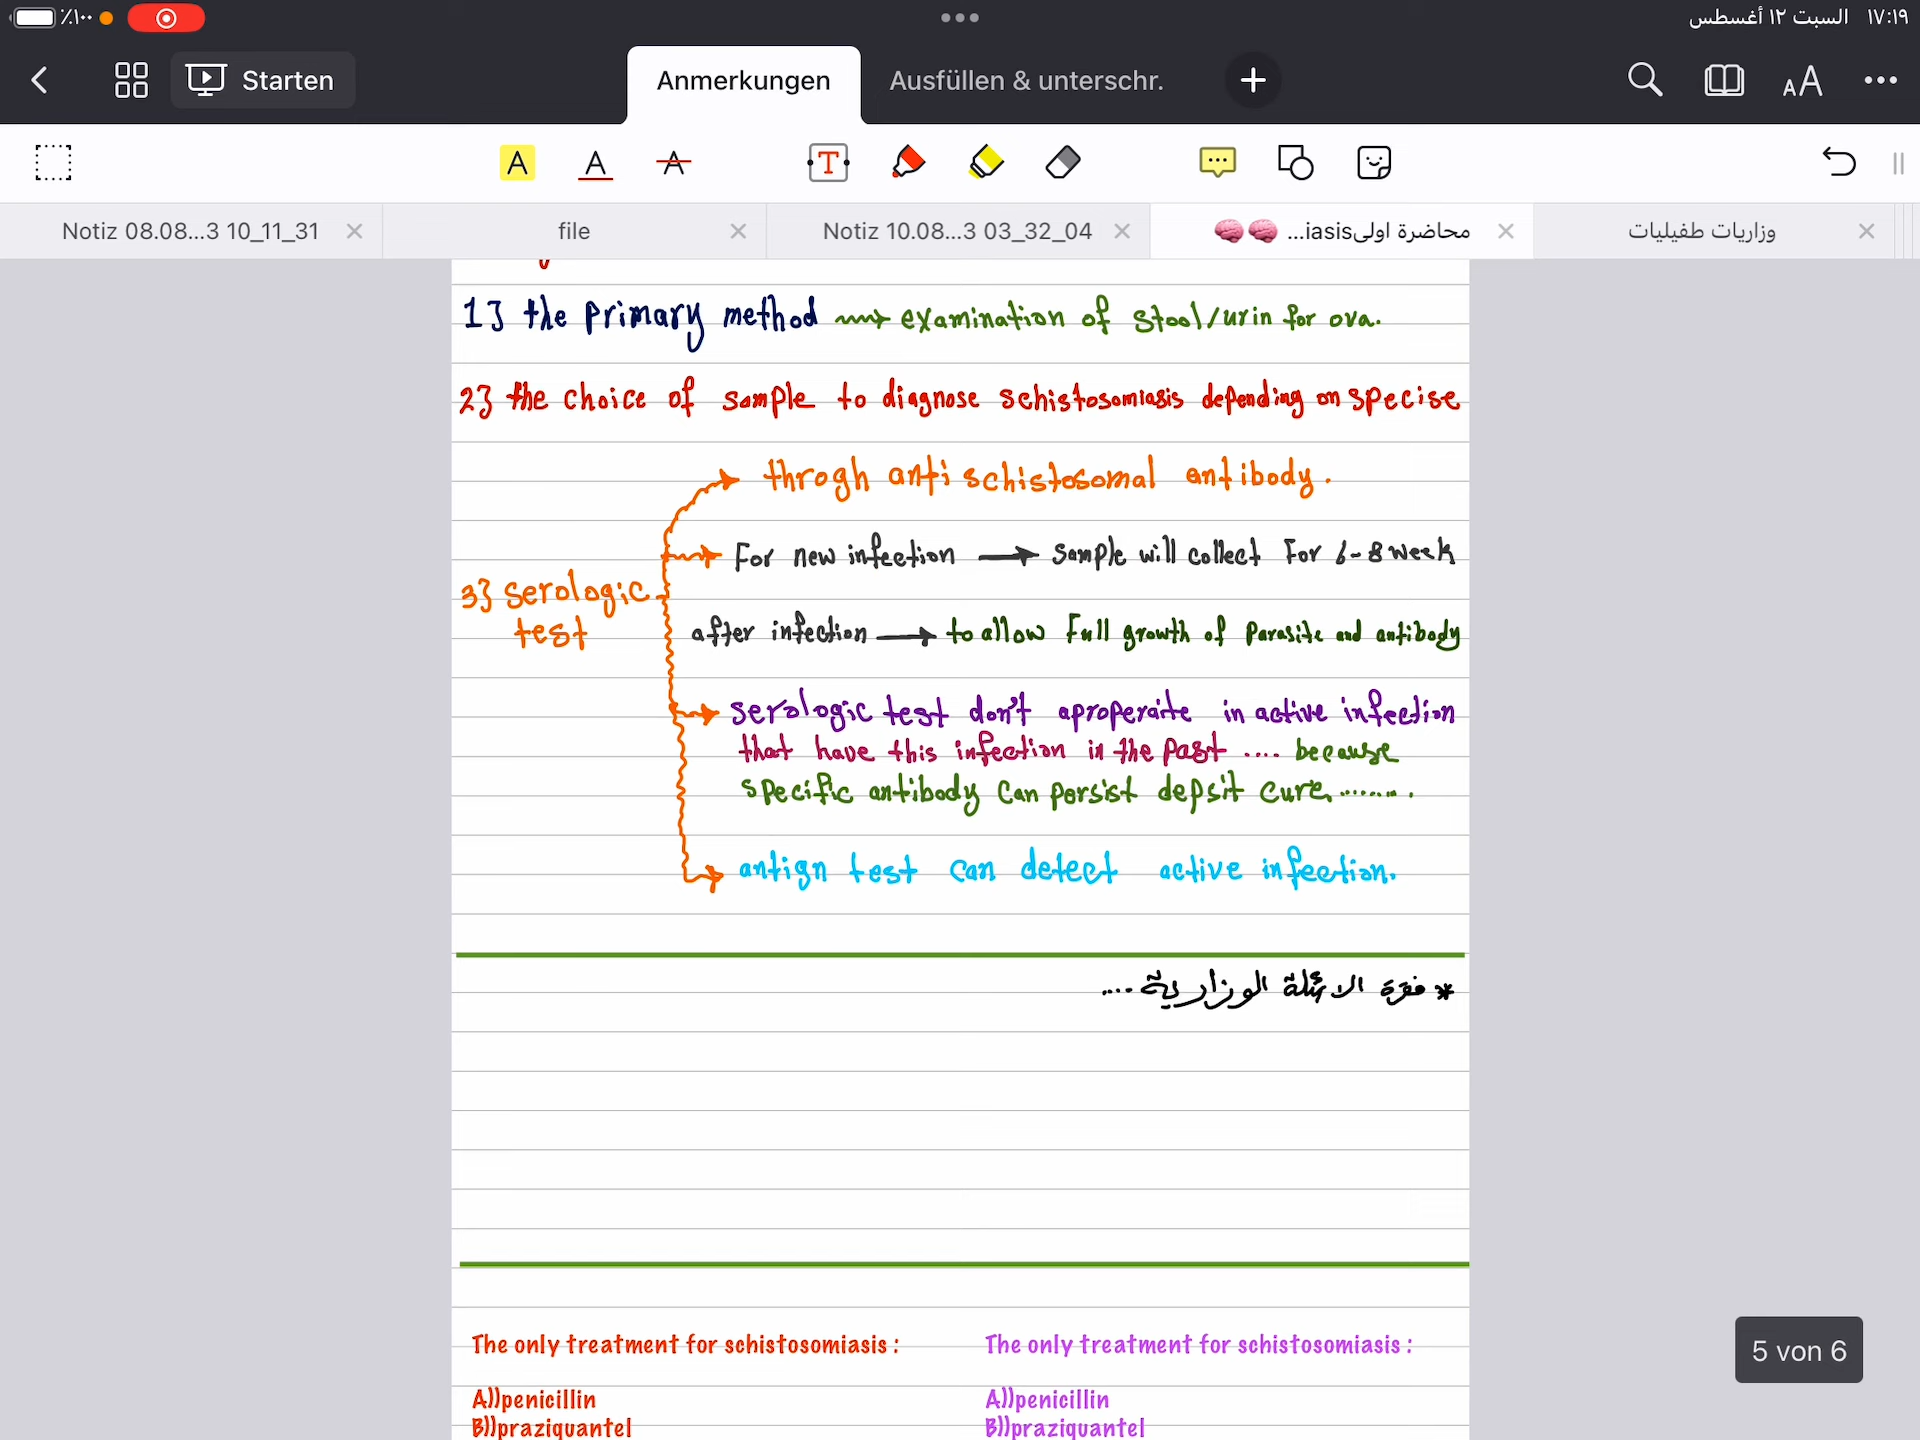 ٪١٠٠
١٧:١٩ السبت ١٢ أغسطس
Starten
Anmerkungen
Ausfüllen & unterschr.
Notiz 08.08...3 10_11_31
file
Notiz 10.08...3 03_32_04
محاضرة اولىiasis...
وزاريات طفيليات
1} the primary method → examination of stool/urin for ova.
2} the choice of sample to diagnose schistosomiasis depending on specise
throgh anti schistosomal antibody.
For new infection → sample will collect For 6-8 week
3} serologic
test
after infection → to allow Full growth of parasite and antibody
serologic test don't aproperaite in active infection
that have this infection in the past .... because
specific antibody can persist depsit cure.........
antign test can detect active infection.
* فقرة الاسئلة الوزارية ....
The only treatment for schistosomiasis :
A))penicillin
B))praziquantel
The only treatment for schistosomiasis :
A))penicillin
B))praziquantel
5 von 6